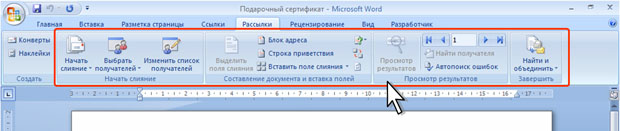 Подарочный сертификат – Microsoft Word
Главная Вставка Разметка страницы Ссылки Рассылки Рецензирование Вид Разработчик
Конверты
Наклейки
Создать
Начать слияние
Выбрать получателей
Изменить список получателей
Начать слияние
Выделить поля слияния
Блок адреса
Строка приветствия
Вставить поле слияния
Составление документа и вставка полей
Просмотр результатов
1
Найти получателя
Автопоиск ошибок
Просмотр результатов
Найти и объединить
Завершить
3 2 1 1 2 3 4 5 6 7 8 9 10 11 12 13 14 15 16 17